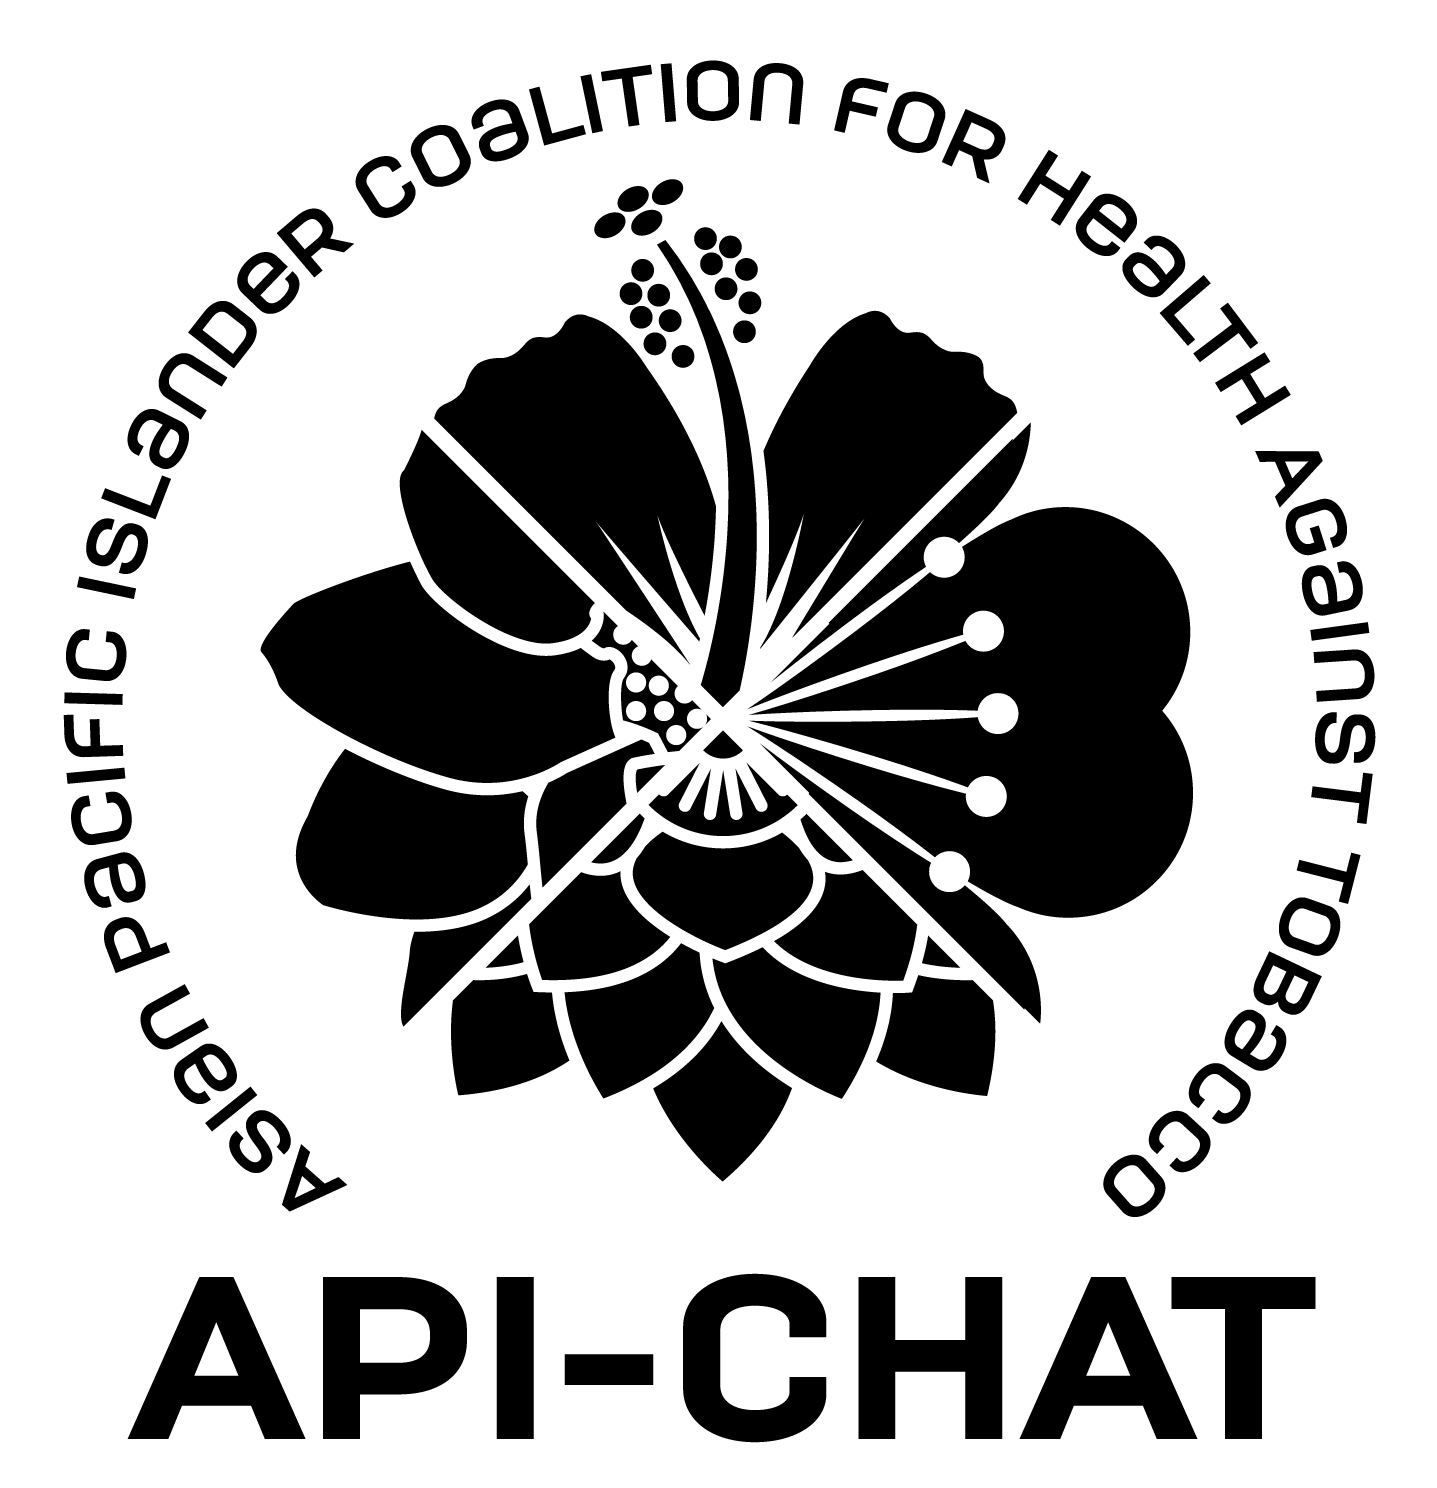 Asian Pacific Islander Coalition for Health Against Tobacco
API-CHAT